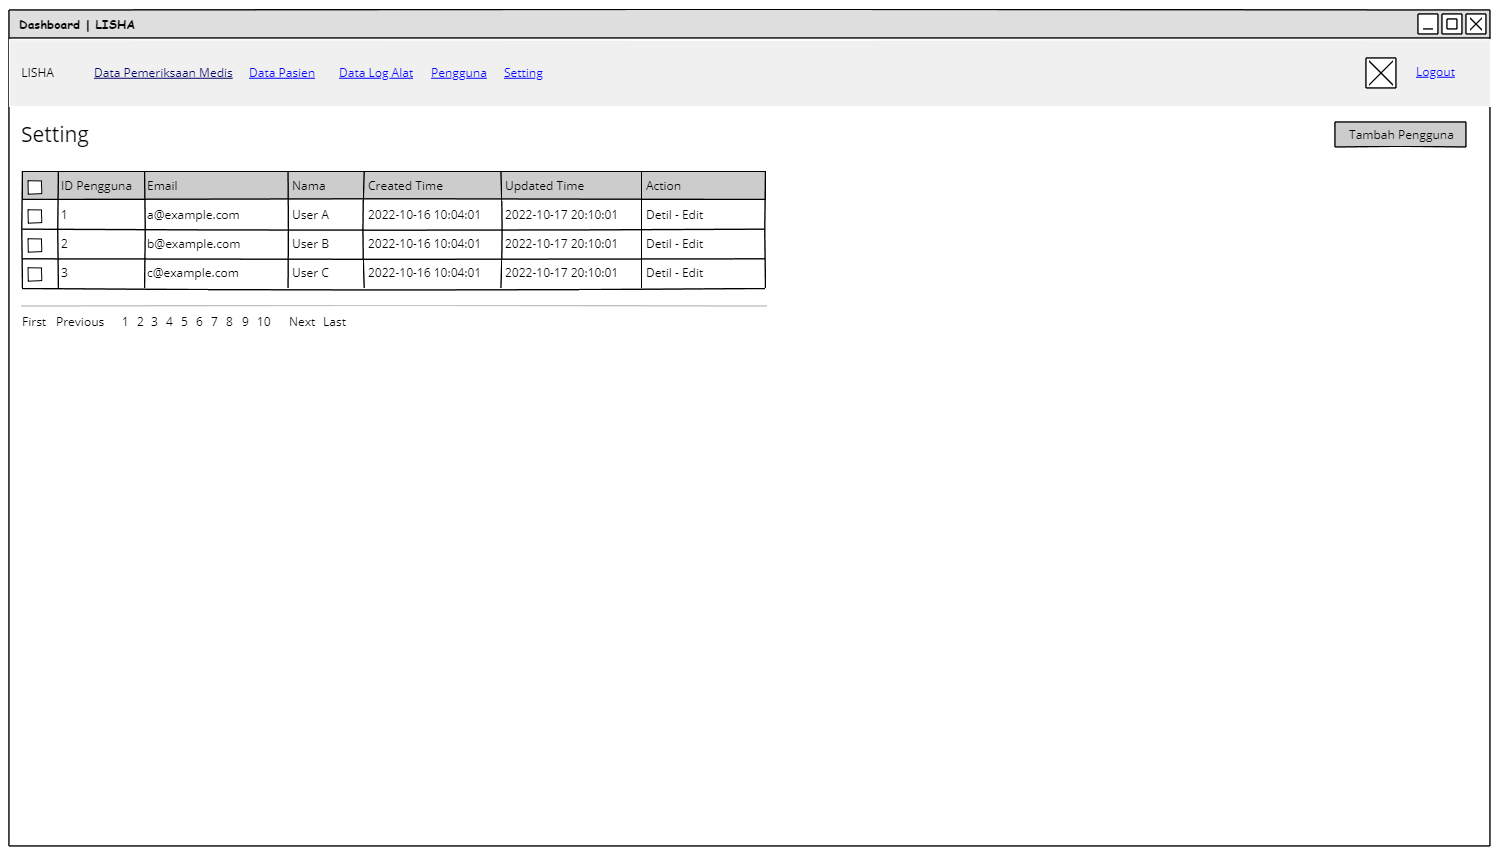 Dashboard | LISHA
LISHA Data Pemeriksaan Medis Data Pasien Data Log Alat Pengguna Setting Logout
Setting Tambah Pengguna
ID Pengguna Email Nama Created Time Updated Time Action
1 a@example.com User A 2022-10-16 10:04:01 2022-10-17 20:10:01 Detil - Edit
2 b@example.com User B 2022-10-16 10:04:01 2022-10-17 20:10:01 Detil - Edit
3 c@example.com User C 2022-10-16 10:04:01 2022-10-17 20:10:01 Detil - Edit
First Previous 1 2 3 4 5 6 7 8 9 10 Next Last